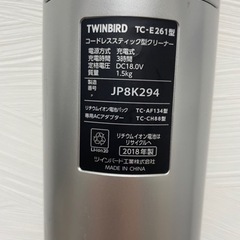 TWINBIRD TC-E261型
コードレススティック型クリーナー
電源方式 充電式
充電時間 3時間
定格電圧 DC18.0V
質量 1.5kg
製造番号 JP8K294
リチウムイオン電池パック TC-AF134型
専用ACアダプター TC-CH88型
リチウムイオン電池は
リサイクルへ
Li-ion20
2018年製
ツインバード工業株式会社
MADE IN CHINA